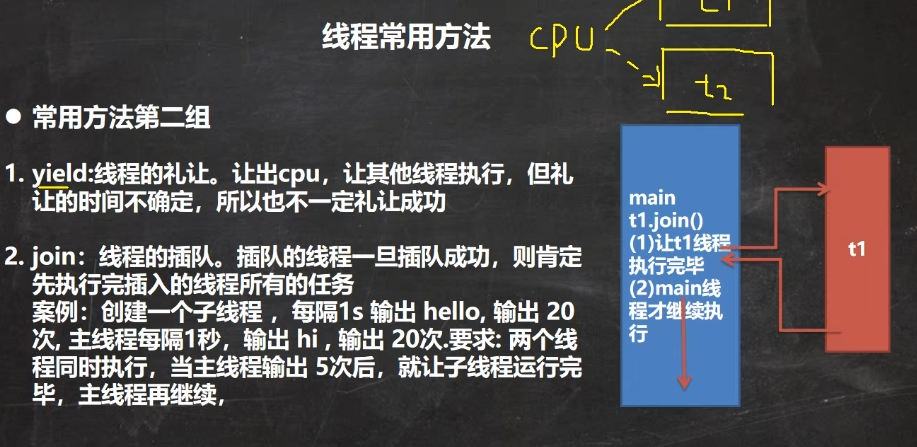 线程常用方法
CPU
t1
t2
● 常用方法第二组
1. yield:线程的礼让。让出cpu，让其他线程执行，但礼
让的时间不确定，所以也不一定礼让成功
2. join：线程的插队。插队的线程一旦插队成功，则肯定
先执行完插入的线程所有的任务
案例：创建一个子线程 ，每隔1s 输出 hello, 输出 20
次, 主线程每隔1秒，输出 hi , 输出 20次.要求: 两个线
程同时执行，当主线程输出 5次后，就让子线程运行完
毕，主线程再继续，
main
t1.join()
(1)让t1线程
执行完毕
(2)main线
程才继续执
行
t1